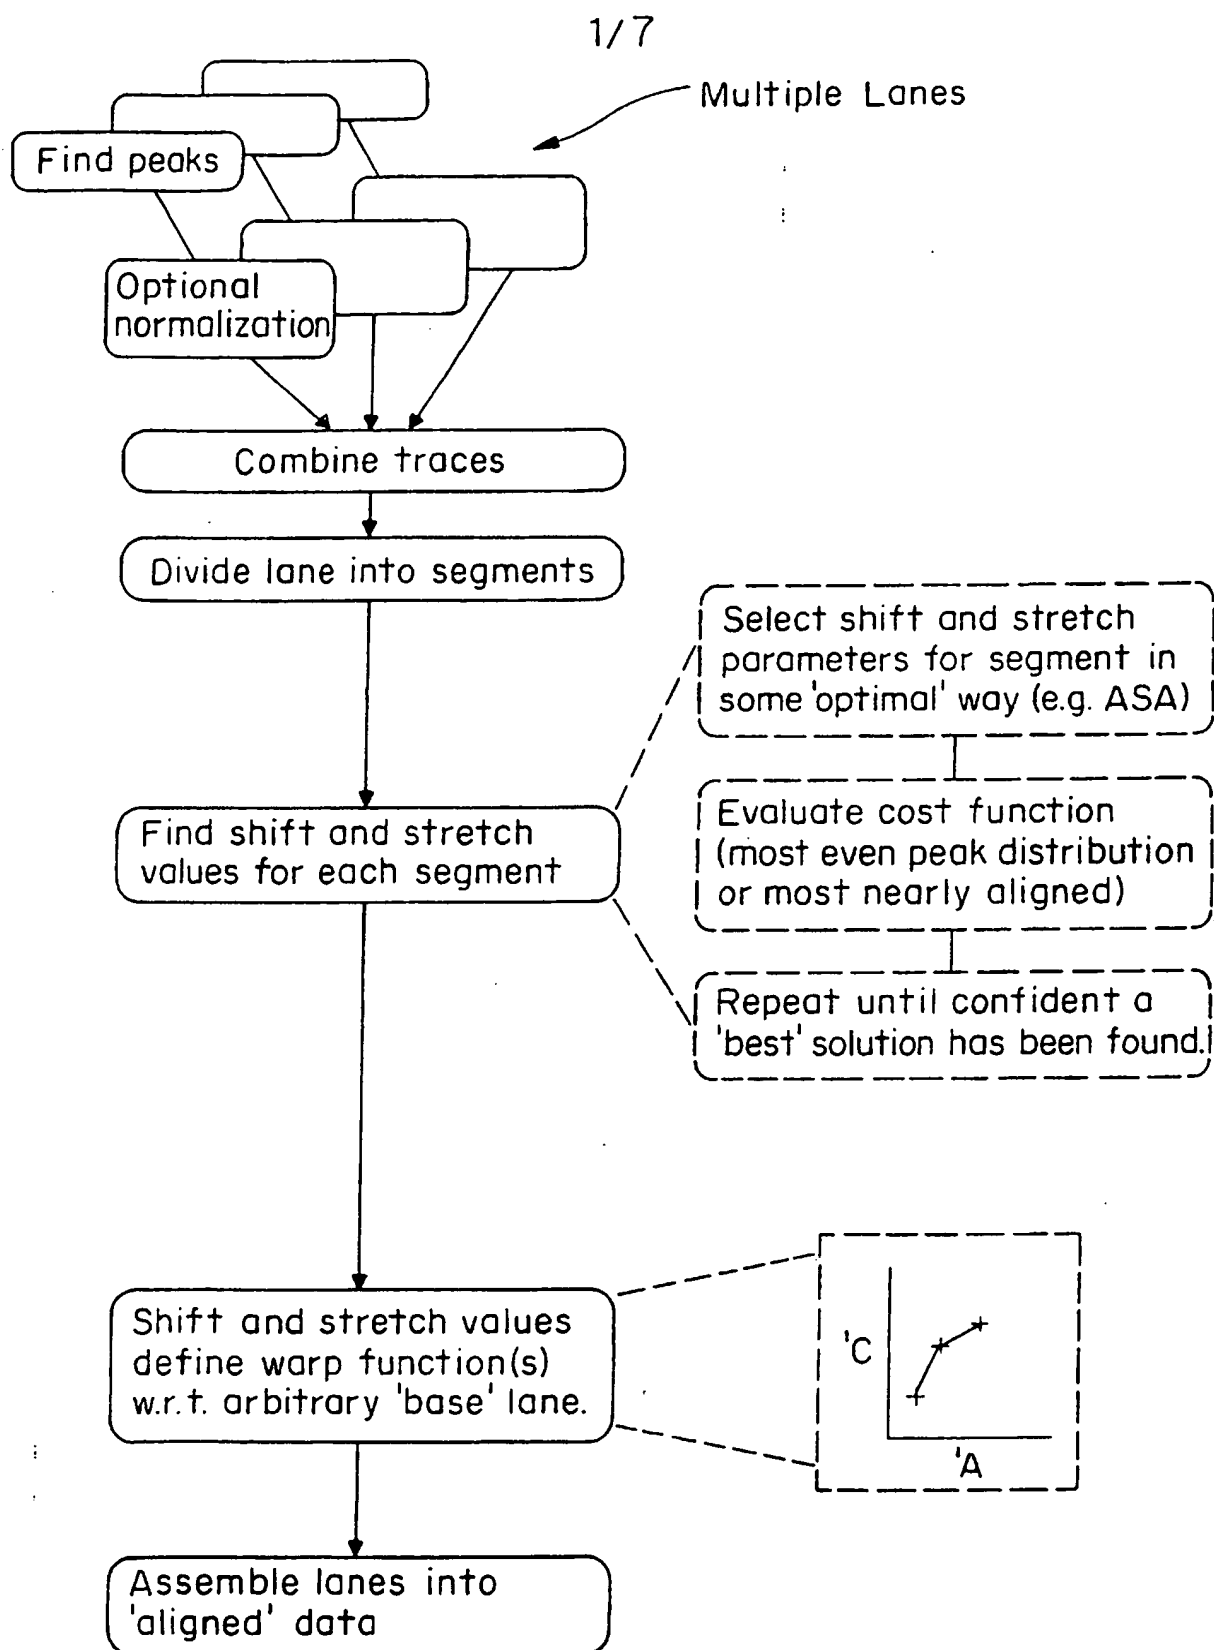 1/7
Multiple Lanes
Find peaks
Optional
normalization
Combine traces
Divide lane into segments
Select shift and stretch
parameters for segment in
some 'optimal' way (e.g. ASA)
Find shift and stretch
values for each segment
Evaluate cost function
(most even peak distribution
or most nearly aligned)
Repeat until confident a
'best' solution has been found.
Shift and stretch values
define warp function(s)
w.r.t. arbitrary 'base' lane.
'C
'A
Assemble lanes into
'aligned' data